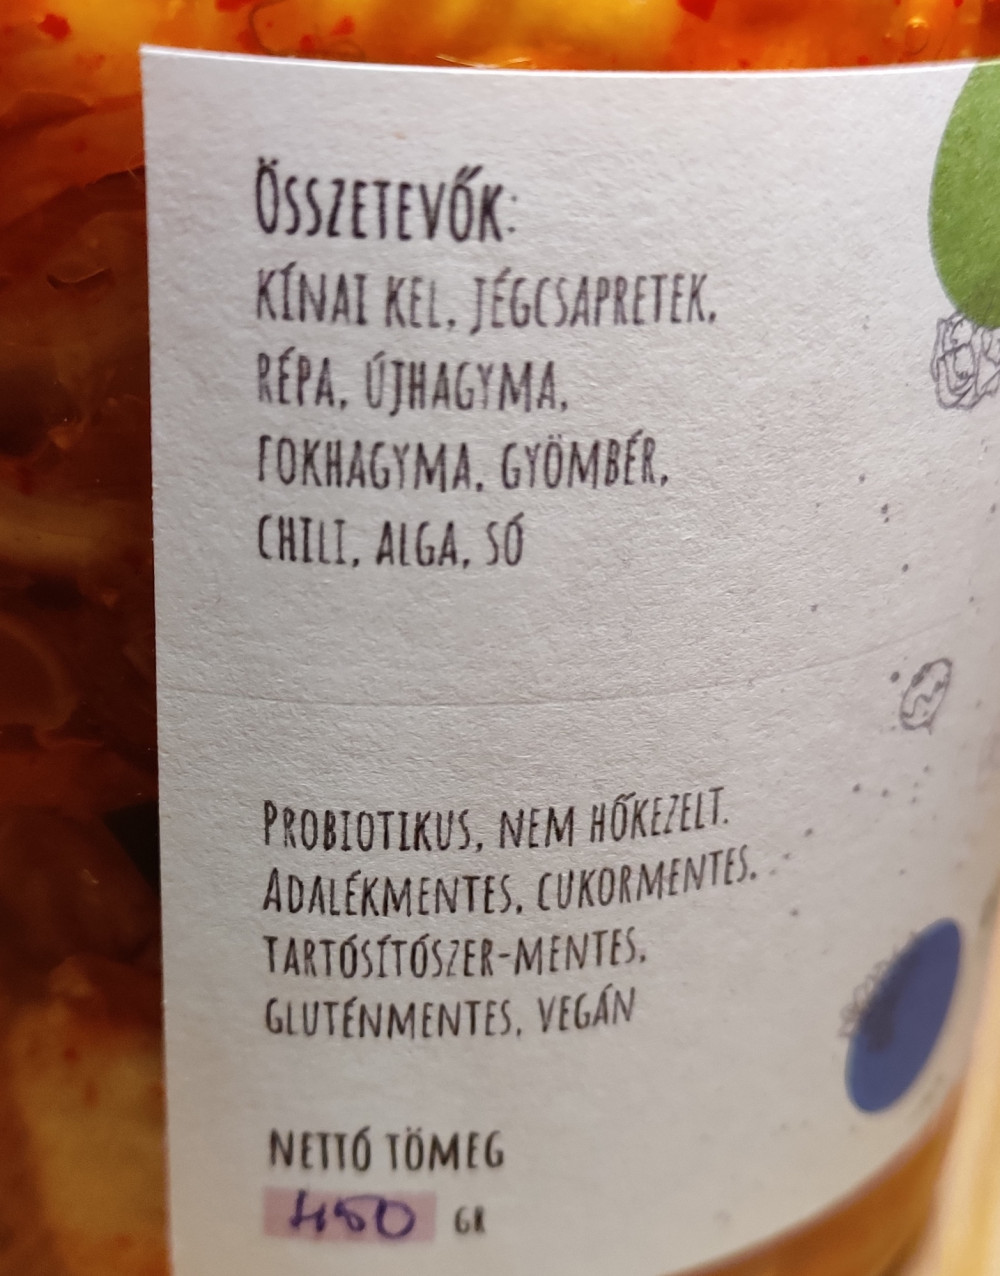 ÖSSZETEVŐK:
KÍNAI KEL, JÉGCSAPRETEK,
RÉPA, ÚJHAGYMA,
FOKHAGYMA, GYÖMBÉR,
CHILI, ALGA, SÓ
PROBIOTIKUS, NEM HŐKEZELT.
ADALÉKMENTES, CUKORMENTES,
TARTÓSÍTÓSZER-MENTES,
GLUTÉNMENTES, VEGÁN
NETTÓ TÖMEG
450 GR